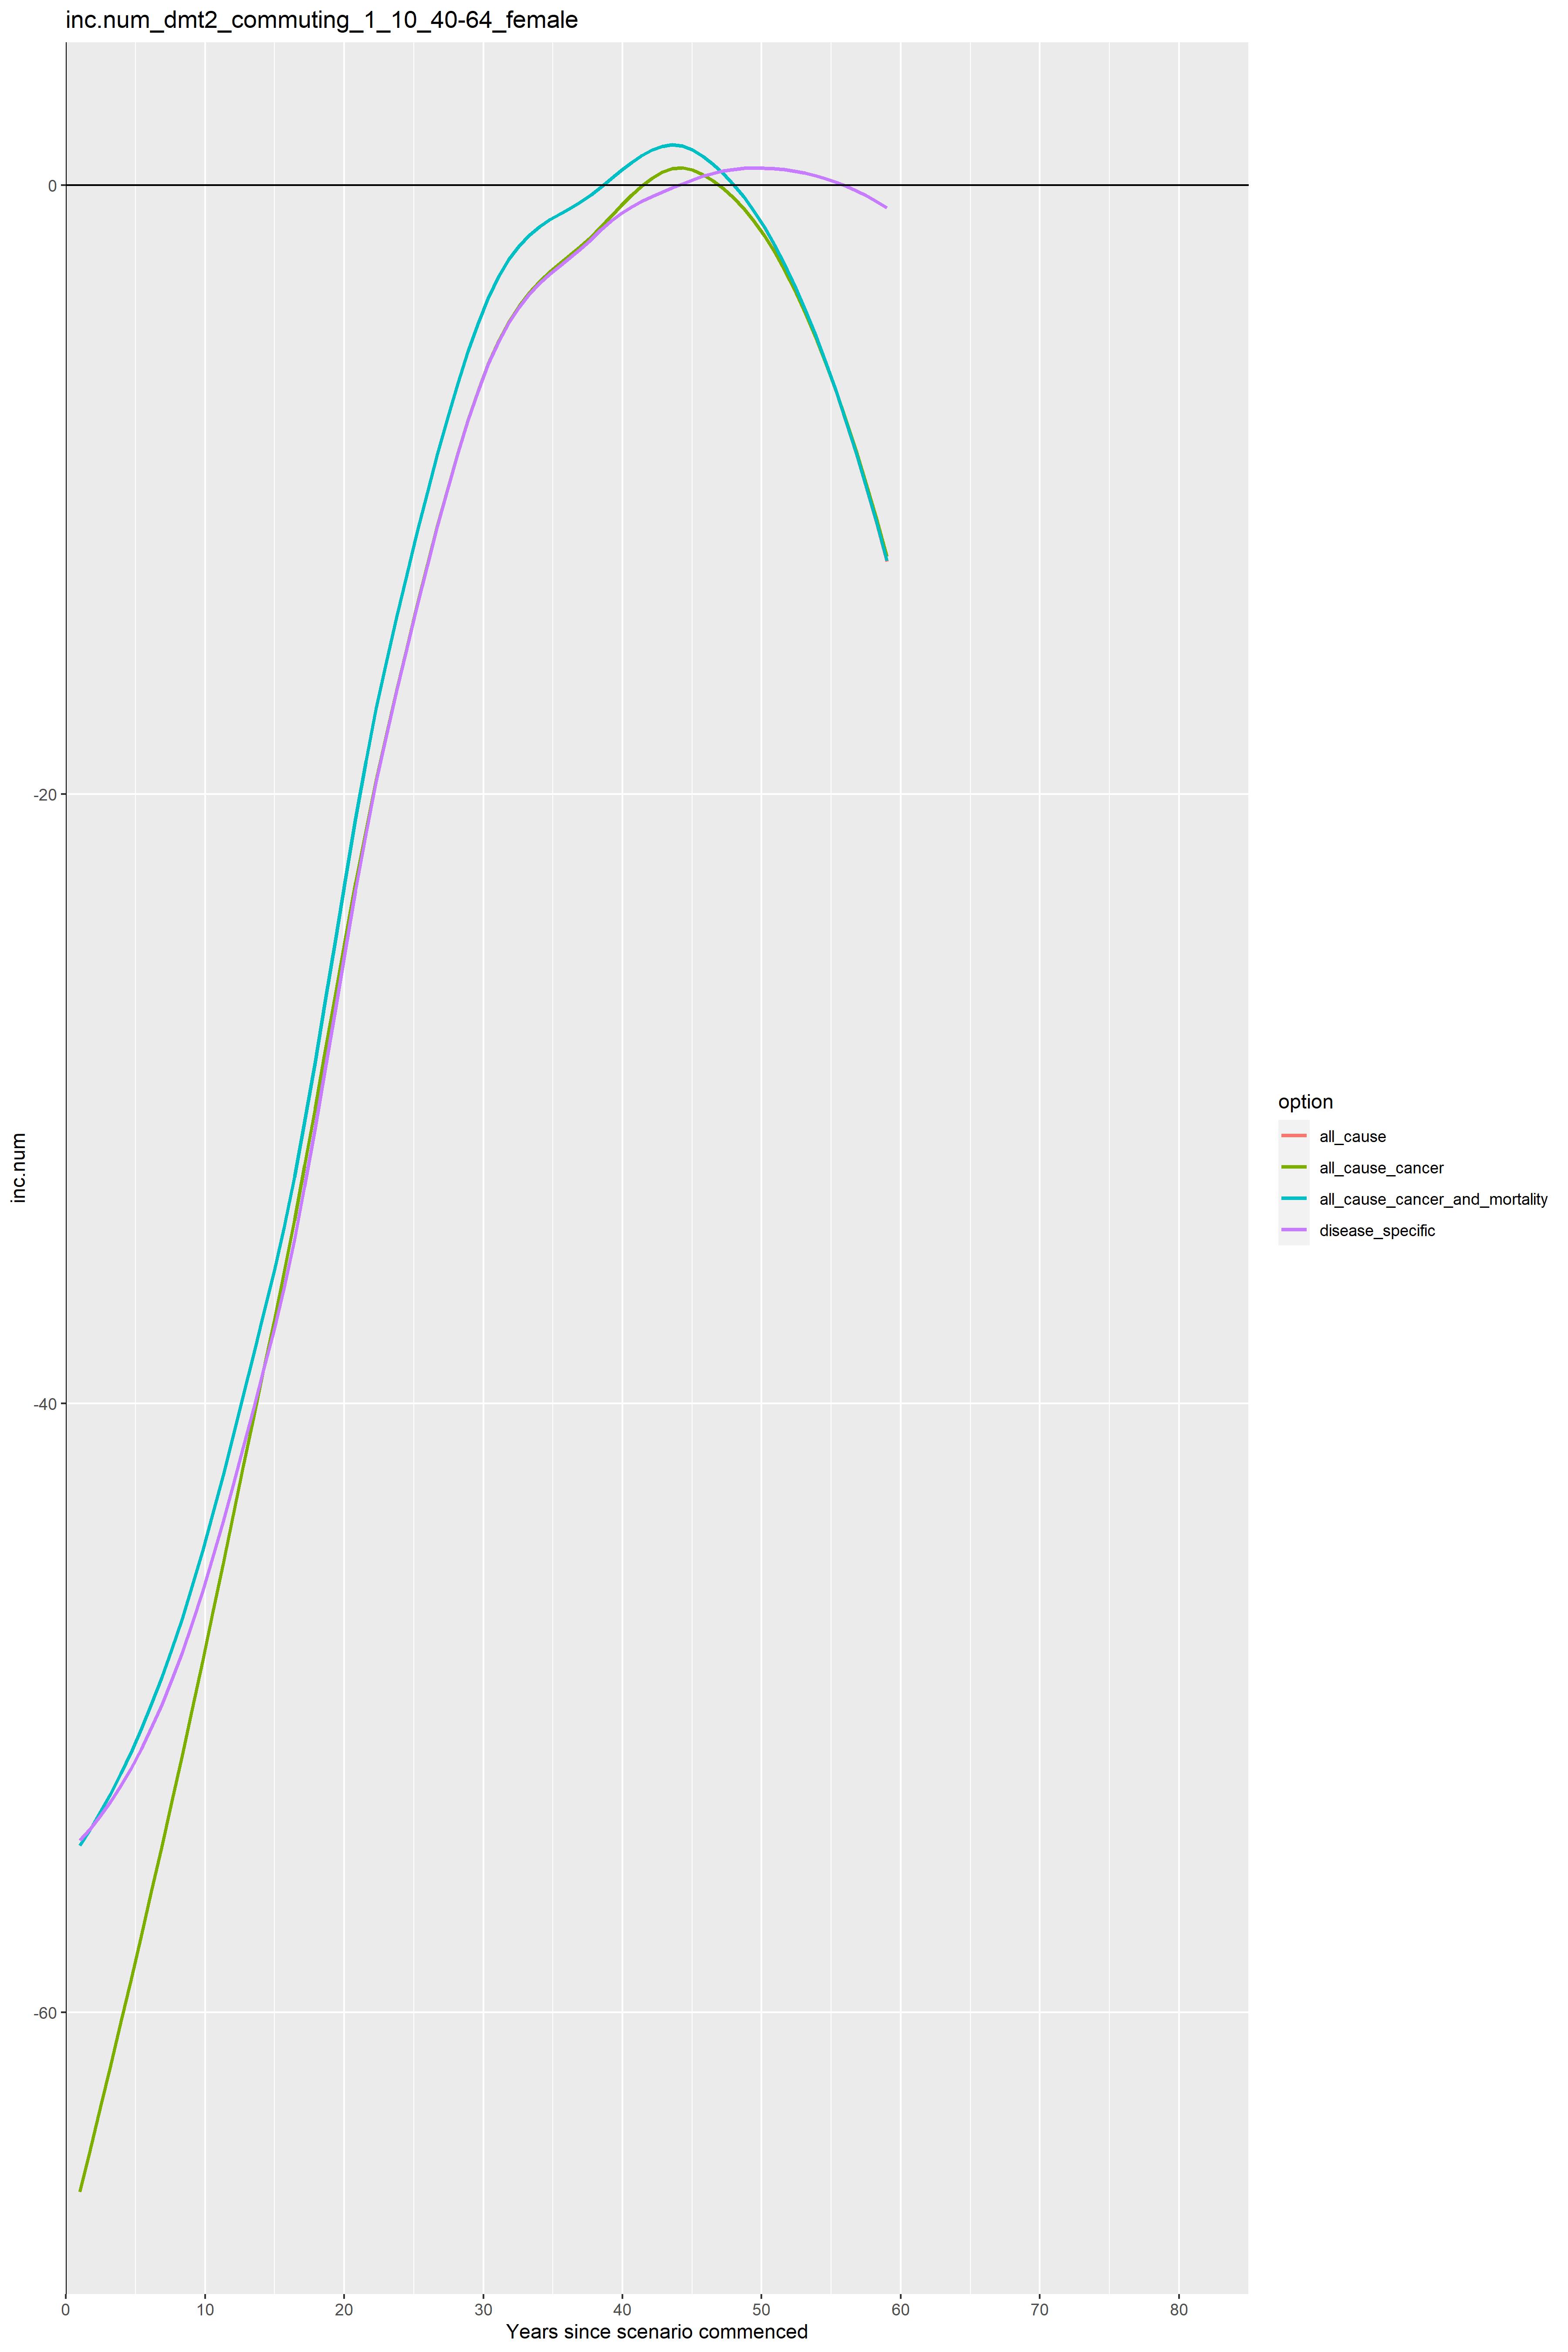 inc.num_dmt2_commuting_1_10_40-64_female
0
-20
-40
-60
inc.num
0 10 20 30 40 50 60 70 80
Years since scenario commenced
option
all_cause
all_cause_cancer
all_cause_cancer_and_mortality
disease_specific